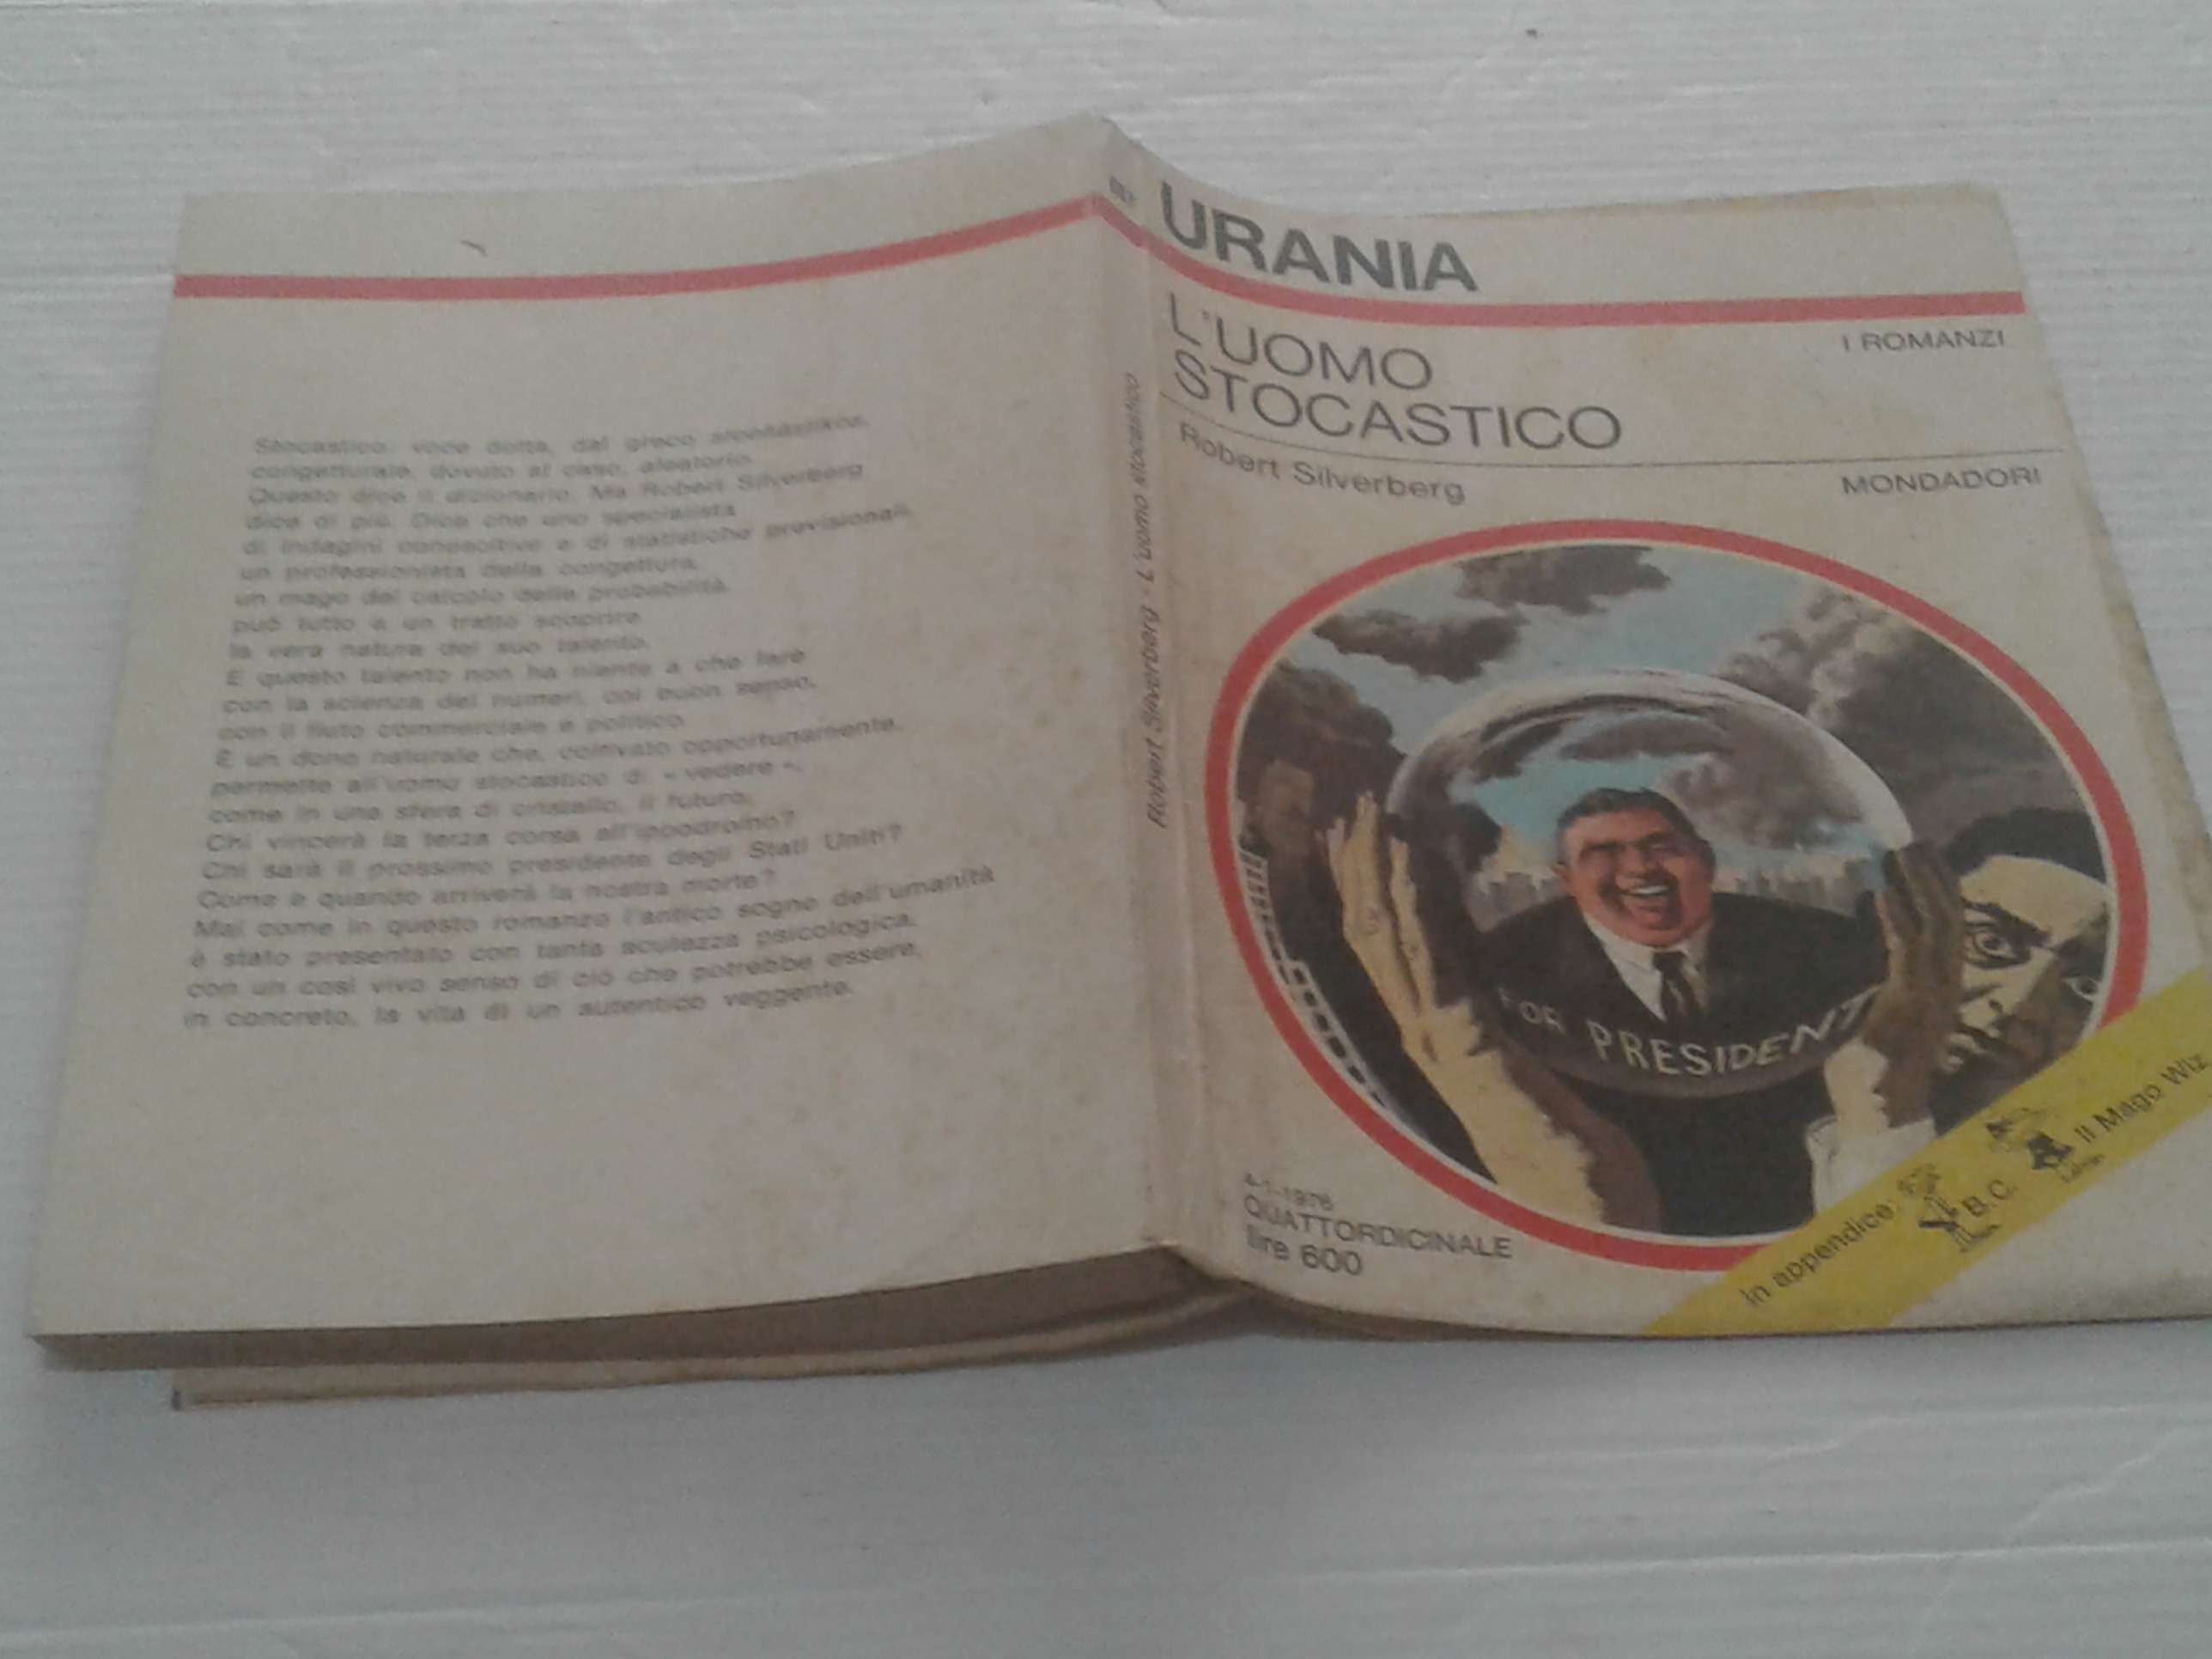 Stocastico: voce dotta, dal greco
congetturale, dovuto al caso, aleatorio.
Questo dice il dizionario. Ma Robert Silverberg
dice di più. Dice che uno specialista
di indagini conoscitive e di statistiche previsionali,
un professionista della congettura,
un mago del calcolo delle probabilità,
può tutto a un tratto scoprire
la vera natura del suo talento.
E questo talento non ha niente a che fare
con la scienza dei numeri, col buon senso,
con il fiuto commerciale e politico.
È un dono naturale che, coltivato opportunamente,
permette all'uomo stocastico di « vedere »,
come in una sfera di cristallo, il futuro.
Chi vincerà la terza corsa all'ippodromo?
Chi sarà il prossimo presidente degli Stati Uniti?
Come e quando arriverà la nostra morte?
Mai come in questo romanzo l'antico sogno dell'umanità
è stato presentato con tanta acutezza psicologica,
con un così vivo senso di ciò che potrebbe essere,
in concreto, la vita di un autentico veggente.
Robert Silverberg - L'uomo stocastico
URANIA
L'UOMO
STOCASTICO
I ROMANZI
Robert Silverberg
MONDADORI
FOR PRESIDENT
4-1-1976
QUATTORDICINALE
lire 600
In appendice: B.C. Il Mago Wiz